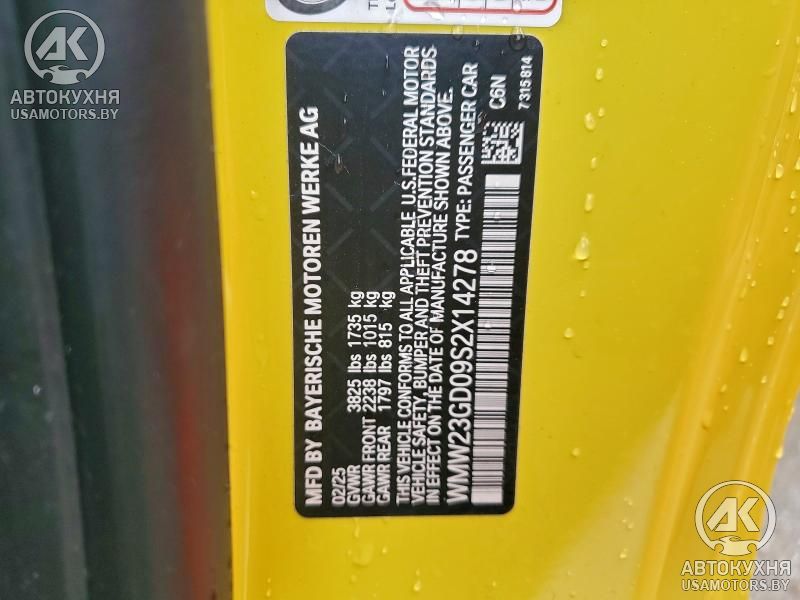 MFD BY BAYERISCHE MOTOREN WERKE AG
02/25
GVWR 3825 lbs 1735 kg
GAWR FRONT 2238 lbs 1015 kg
GAWR REAR 1797 lbs 815 kg
THIS VEHICLE CONFORMS TO ALL APPLICABLE U.S. FEDERAL MOTOR
VEHICLE SAFETY, BUMPER AND THEFT PREVENTION STANDARDS
IN EFFECT ON THE DATE OF MANUFACTURE SHOWN ABOVE.
WMW23GD09S2X14278 TYPE: PASSENGER CAR
C6N
7315814
АК
АВТОКУХНЯ
USAMOTORS.BY
АК
АВТОКУХНЯ
USAMOTORS.BY